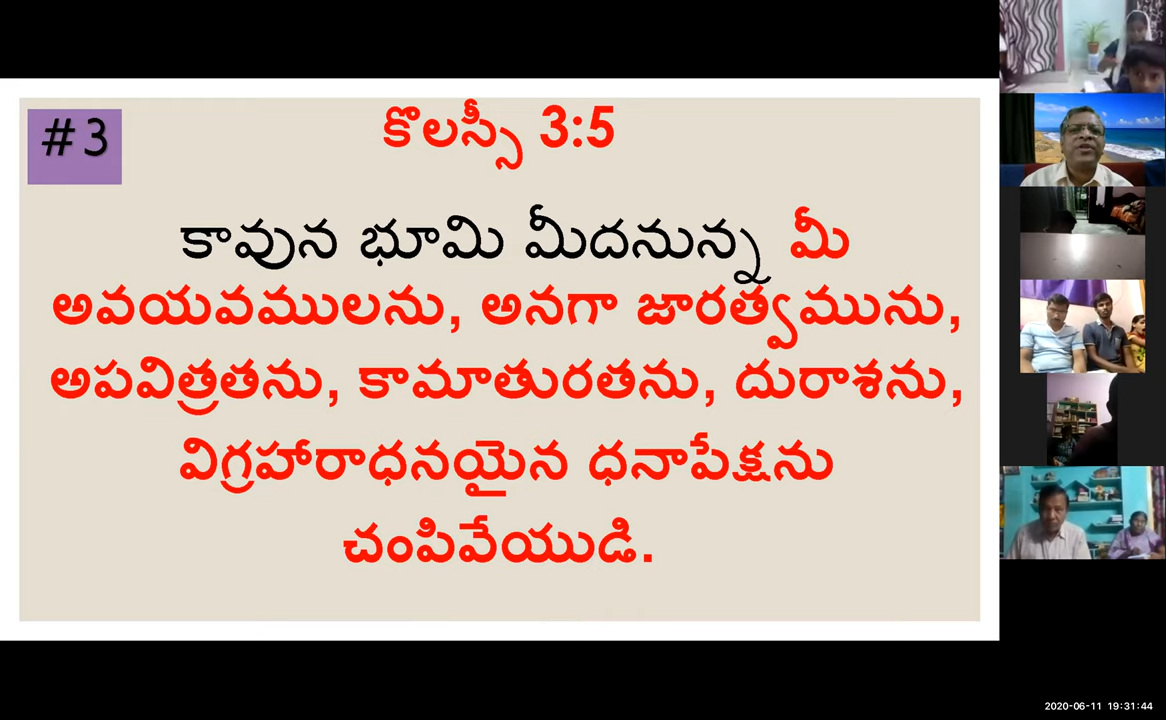 #3
కొలస్సీ 3:5
కావున భూమి మీదనున్న మీ
అవయవములను, అనగా జారత్వమును,
అపవిత్రతను, కామాతురతను, దురాశను,
విగ్రహారాధనయైన ధనాపేక్షను
చంపివేయుడి.
2020-06-11 19:31:44